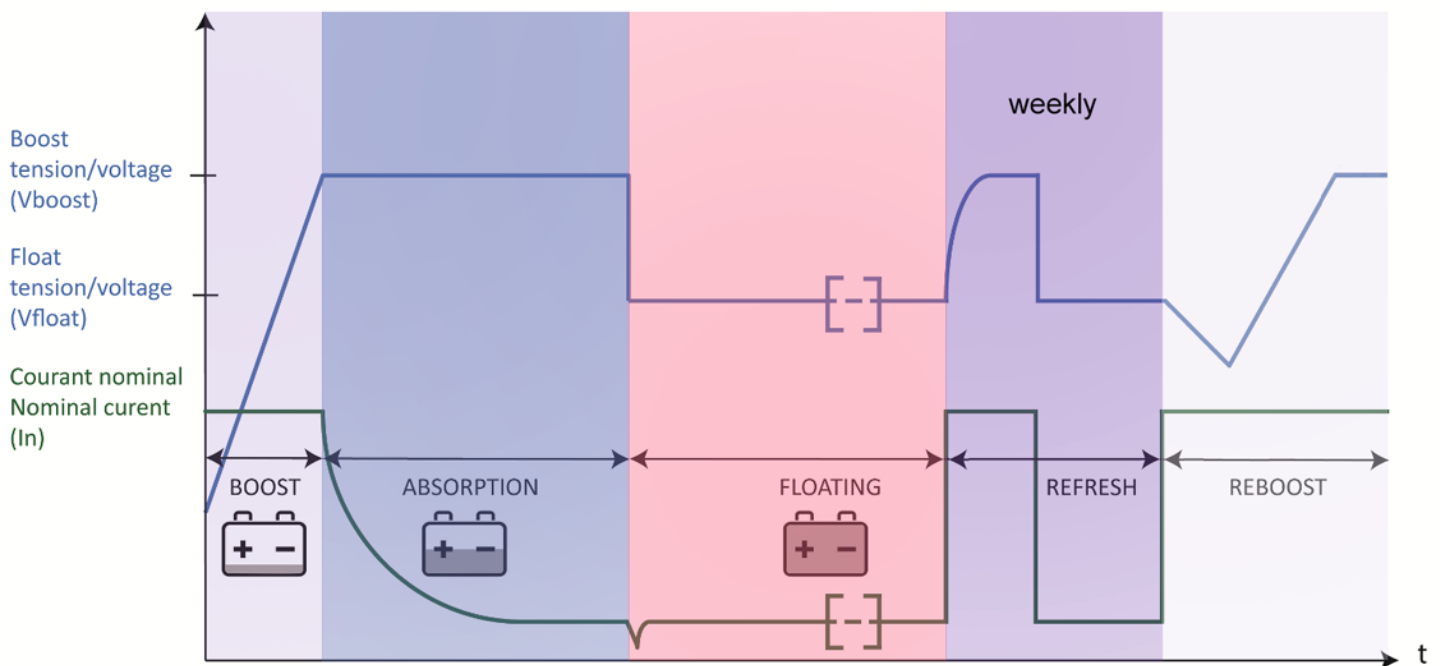 weekly
Boost
tension/voltage
(Vboost)
Float
tension/voltage
(Vfloat)
Courant nominal
Nominal curent
(In)
BOOST
ABSORPTION
FLOATING
REFRESH
REBOOST
+ −
+ −
+ −
t